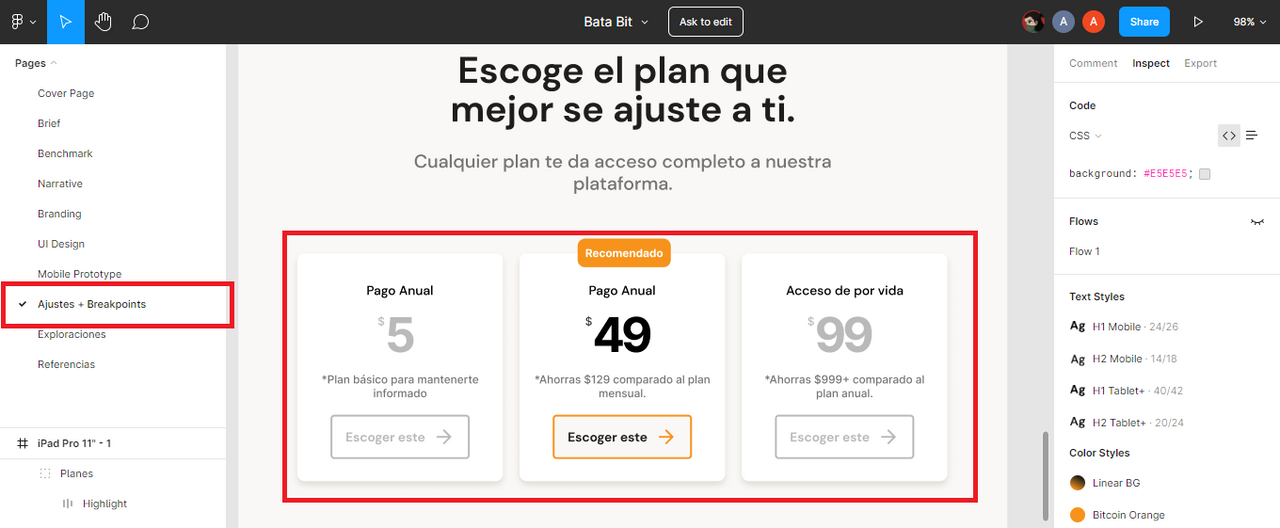 Bata Bit
Ask to edit
A
A
Share
98%
Pages
Cover Page
Brief
Benchmark
Narrative
Branding
UI Design
Mobile Prototype
Ajustes + Breakpoints
Exploraciones
Referencias
iPad Pro 11" - 1
Planes
Highlight
Escoge el plan que
mejor se ajuste a ti.
Cualquier plan te da acceso completo a nuestra
plataforma.
Pago Anual
$5
*Plan básico para mantenerte
informado
Escoger este
Recomendado
Pago Anual
$49
*Ahorras $129 comparado al plan
mensual.
Escoger este
Acceso de por vida
$99
*Ahorras $999+ comparado al
plan anual.
Escoger este
Comment Inspect Export
Code
CSS
background: #E5E5E5;
Flows
Flow 1
Text Styles
Ag H1 Mobile · 24/26
Ag H2 Mobile · 14/18
Ag H1 Tablet+ · 40/42
Ag H2 Tablet+ · 20/24
Color Styles
Linear BG
Bitcoin Orange